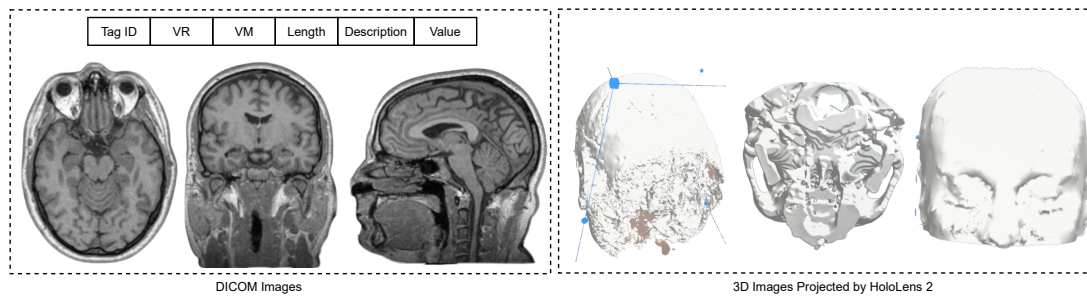 Tag ID VR VM Length Description Value
DICOM Images
3D Images Projected by HoloLens 2